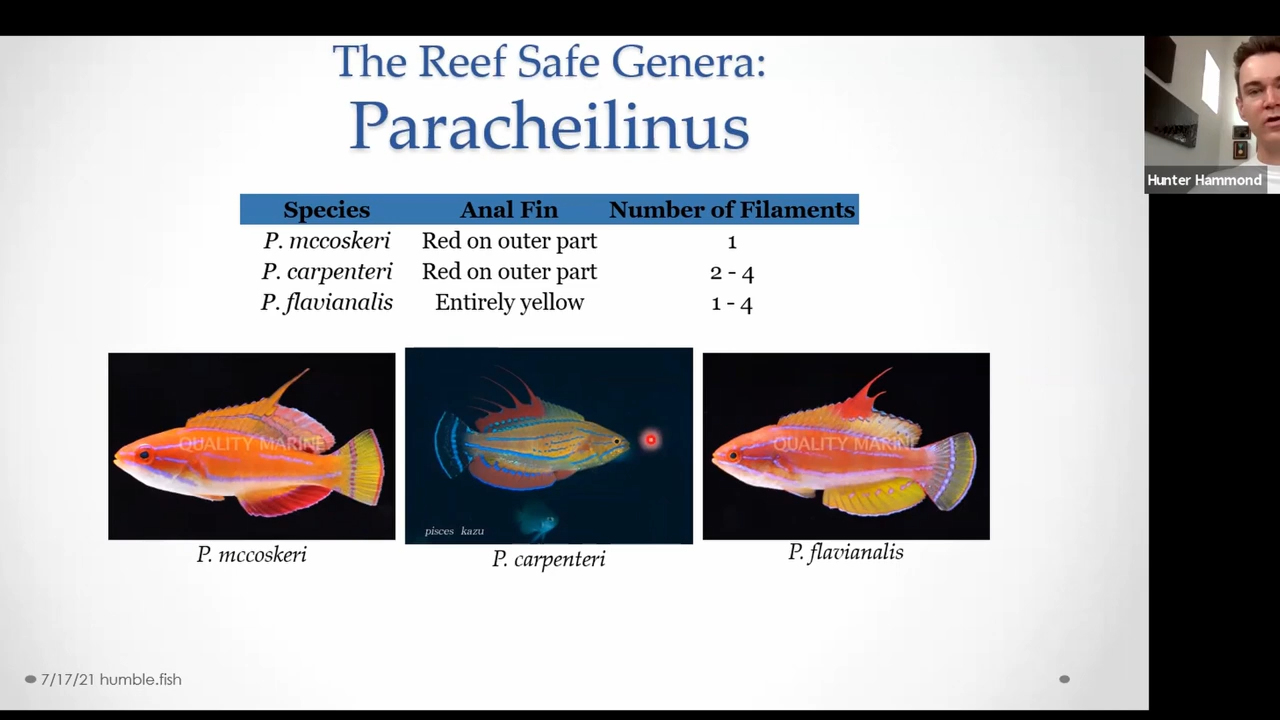 The Reef Safe Genera:
Paracheilinus
Hunter Hammond
Species Anal Fin Number of Filaments
P. mccoskeri Red on outer part 1
P. carpenteri Red on outer part 2 - 4
P. flavianalis Entirely yellow 1 - 4
QUALITY MARINE
QUALITY MARINE
pisces kazu
P. mccoskeri
P. carpenteri
P. flavianalis
7/17/21 humble.fish